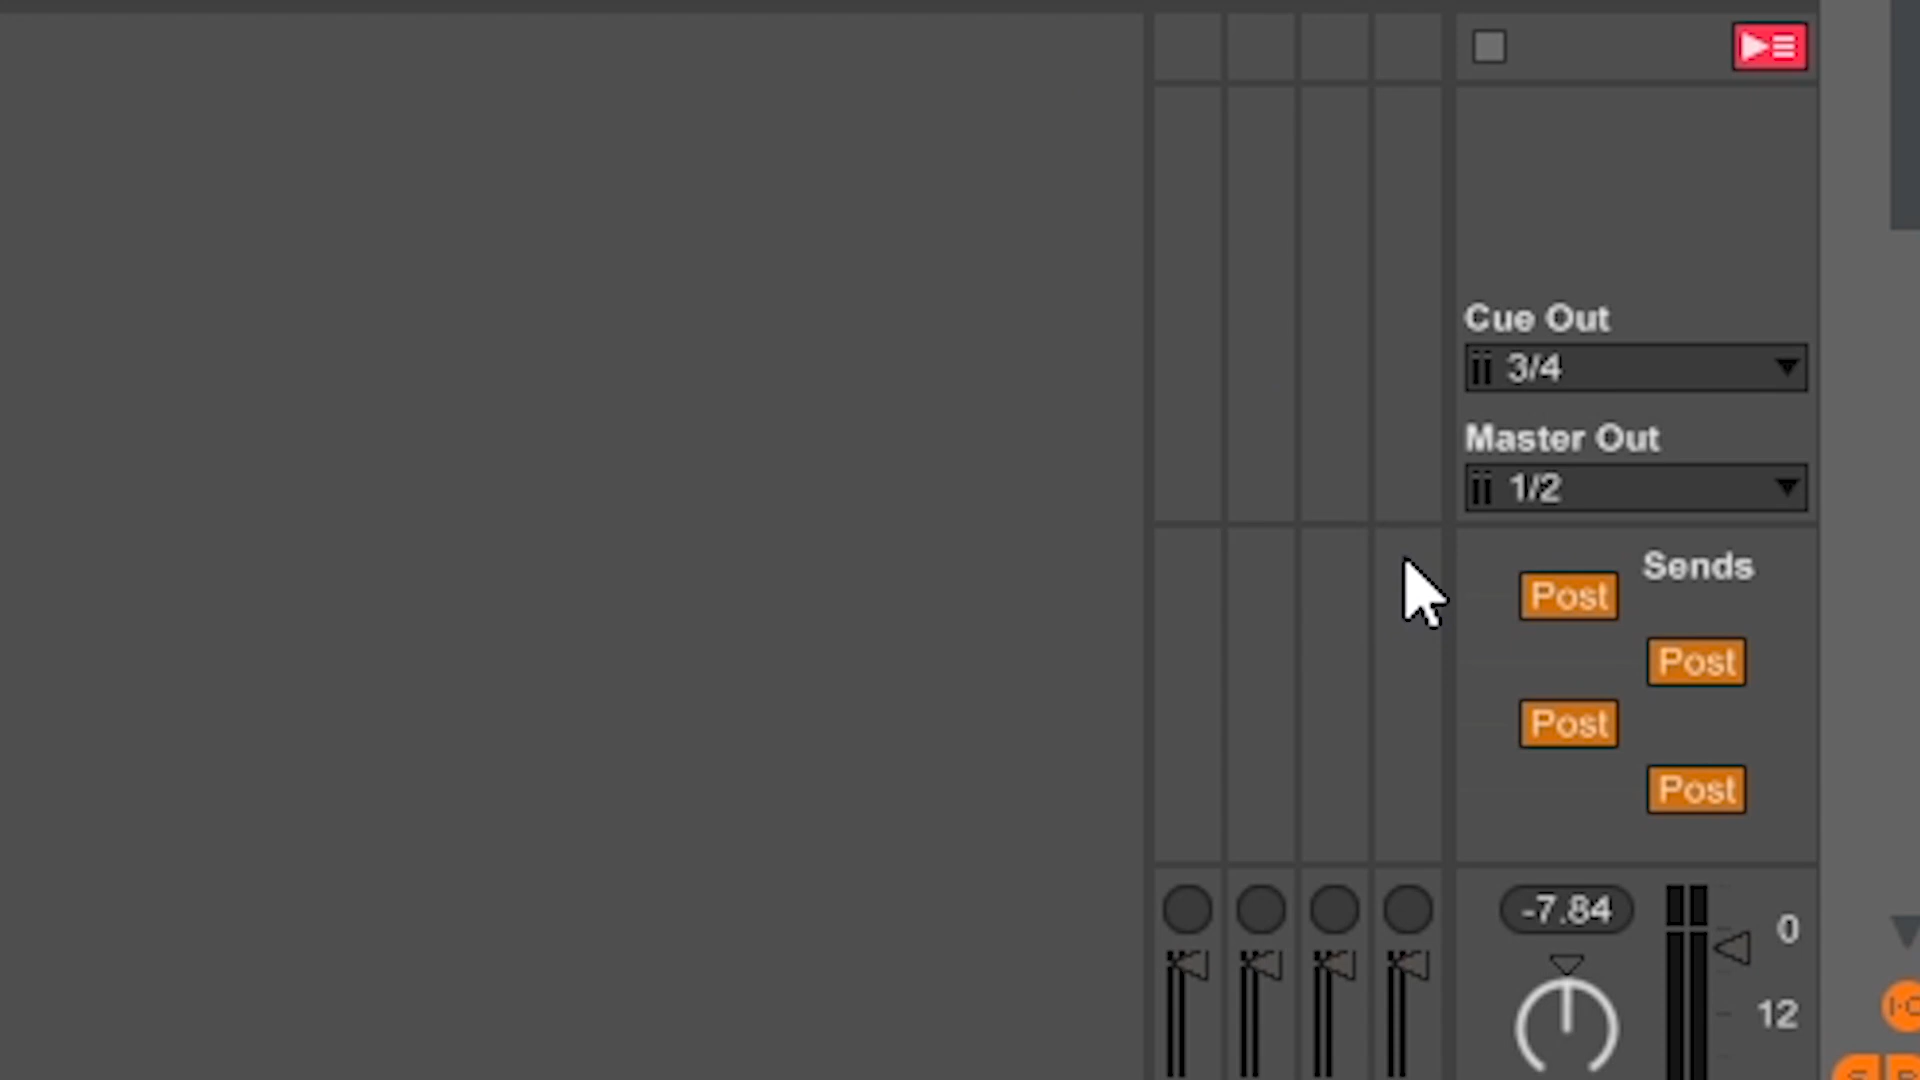 Cue Out
3/4
Master Out
1/2
Sends
Post
Post
Post
Post
-7.84
0
12